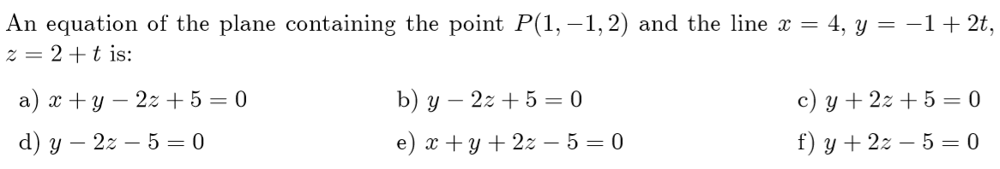 An equation of the plane containing the point P(1, −1, 2) and the line x = 4, y = −1 + 2t,
z = 2 + t is:
a) x + y − 2z + 5 = 0 b) y − 2z + 5 = 0 c) y + 2z + 5 = 0
d) y − 2z − 5 = 0 e) x + y + 2z − 5 = 0 f) y + 2z − 5 = 0